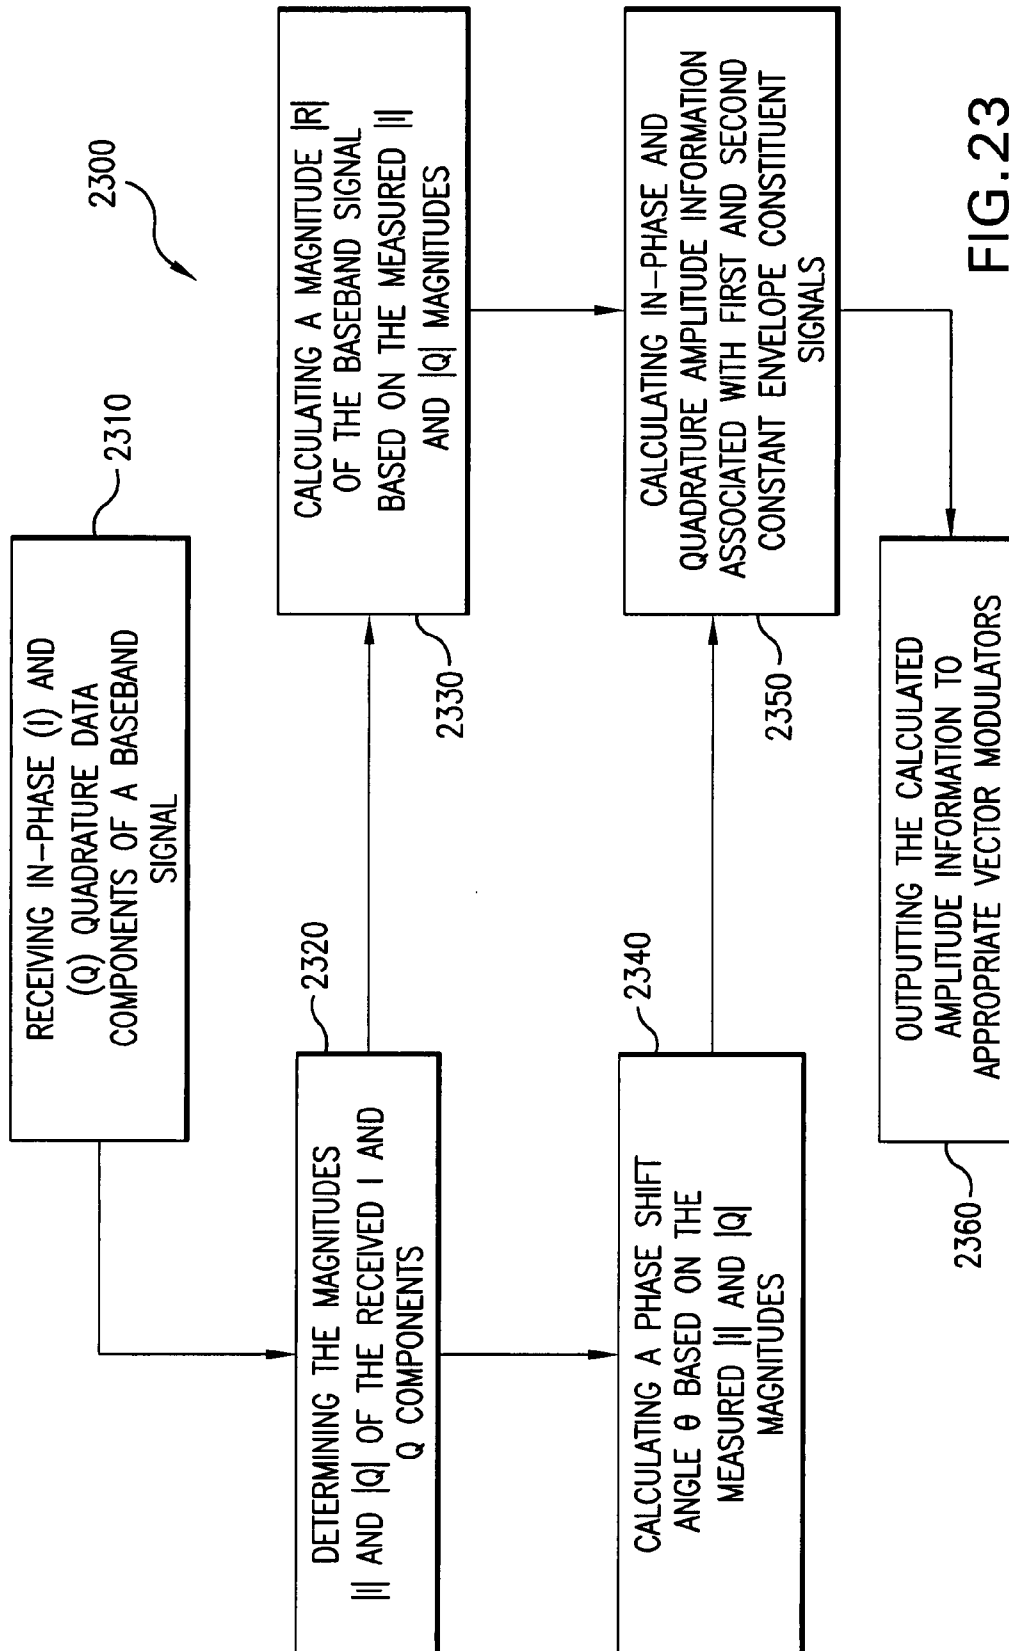 2300
RECEIVING IN-PHASE (I) AND
(Q) QUADRATURE DATA
COMPONENTS OF A BASEBAND
SIGNAL
2310
DETERMINING THE MAGNITUDES
|I| AND |Q| OF THE RECEIVED I AND
Q COMPONENTS
2320
CALCULATING A MAGNITUDE |R|
OF THE BASEBAND SIGNAL
BASED ON THE MEASURED |I|
AND |Q| MAGNITUDES
2330
CALCULATING A PHASE SHIFT
ANGLE θ BASED ON THE
MEASURED |I| AND |Q|
MAGNITUDES
2340
CALCULATING IN-PHASE AND
QUADRATURE AMPLITUDE INFORMATION
ASSOCIATED WITH FIRST AND SECOND
CONSTANT ENVELOPE CONSTITUENT
SIGNALS
2350
OUTPUTTING THE CALCULATED
AMPLITUDE INFORMATION TO
APPROPRIATE VECTOR MODULATORS
2360
FIG.23